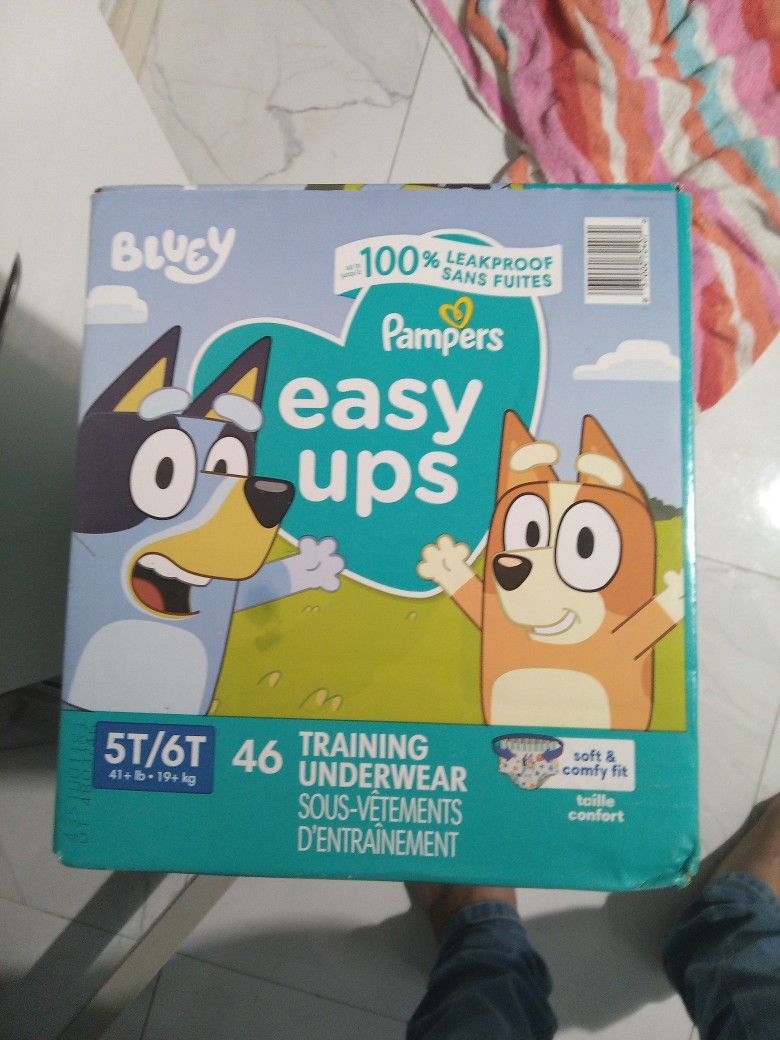 BLUEY
100% LEAKPROOF
SANS FUITES
Pampers
easy
ups
5T/6T
41+ lb • 19+ kg
46
TRAINING
UNDERWEAR
SOUS-VÊTEMENTS
D'ENTRAÎNEMENT
soft &
comfy fit
taille
confort